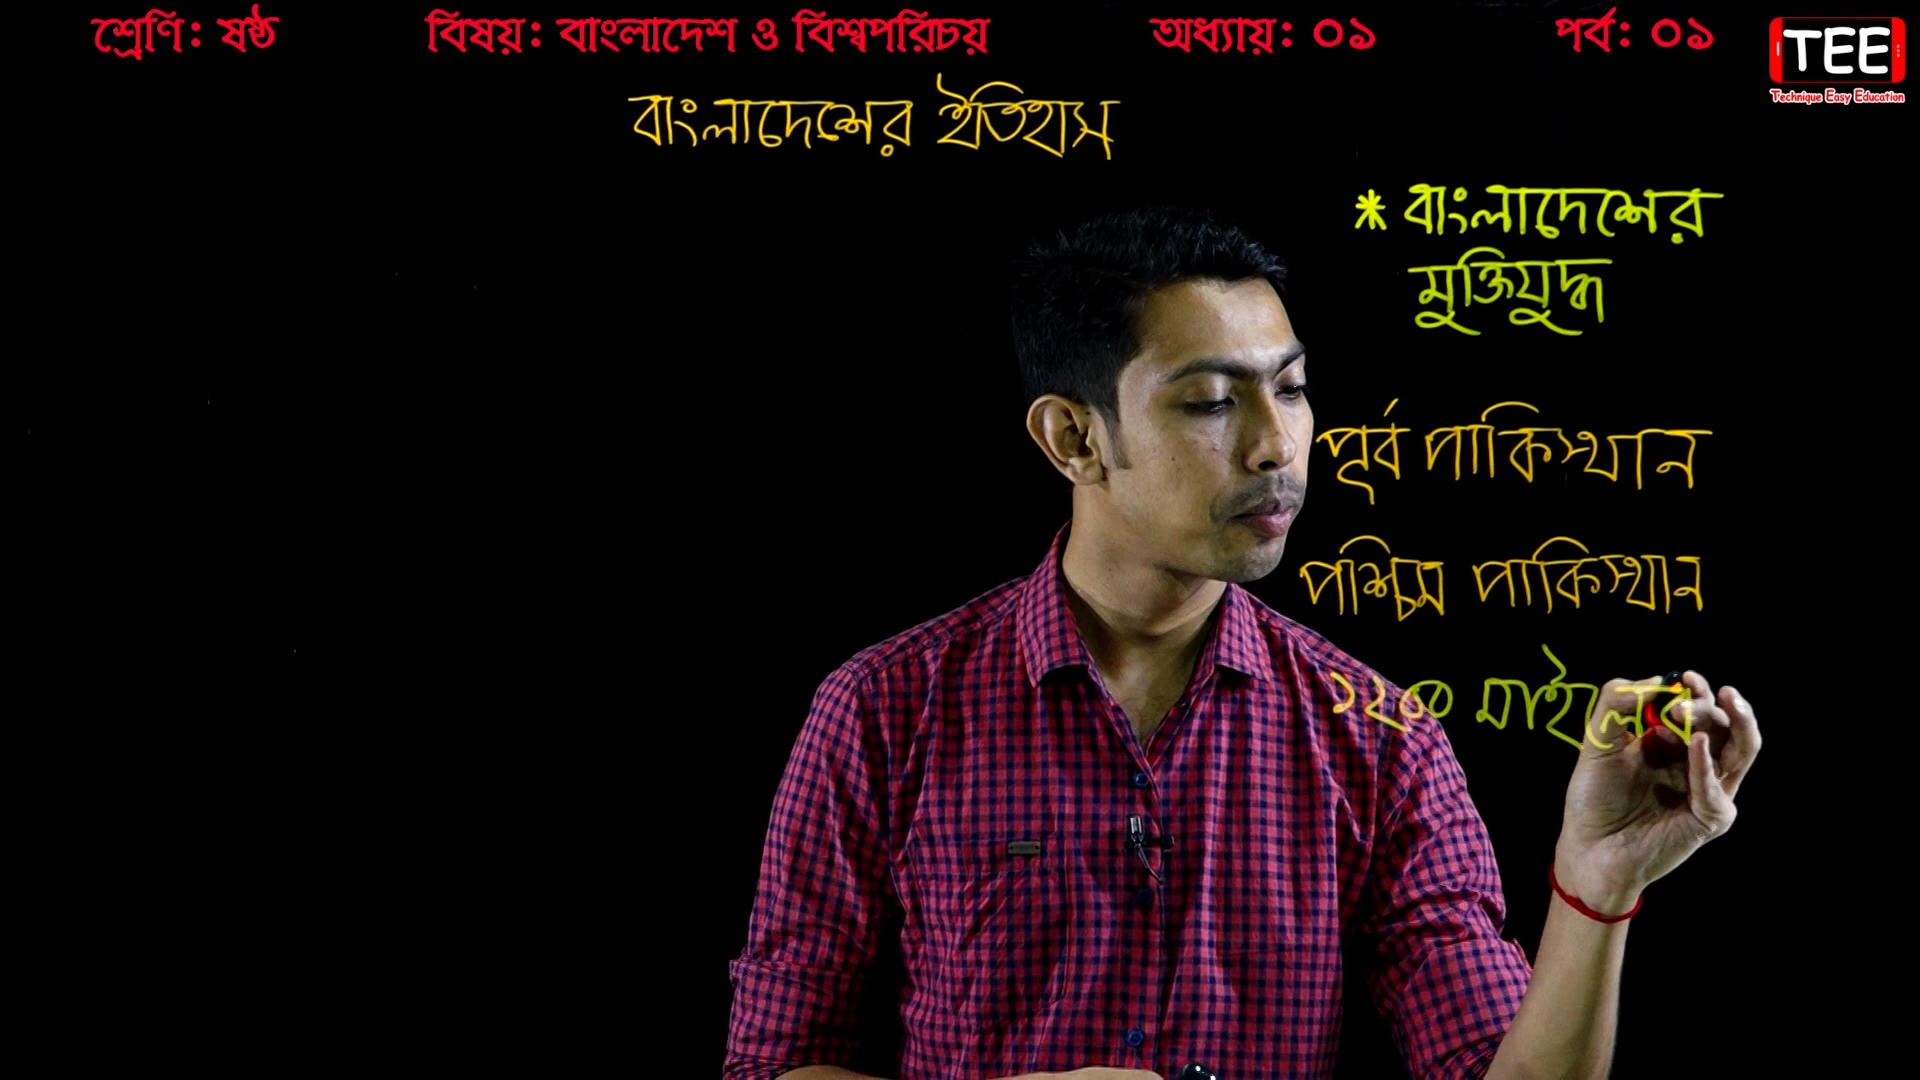 শ্রেণি: ষষ্ঠ বিষয়: বাংলাদেশ ও বিশ্বপরিচয় অধ্যায়: ০১ পর্ব: ০১
TEE
Technique Easy Education
বাংলাদেশের ইতিহাস
* বাংলাদেশের
মুক্তিযুদ্ধ
পূর্ব পাকিস্থান
পশ্চিম পাকিস্থান
১২০০ মাইলের